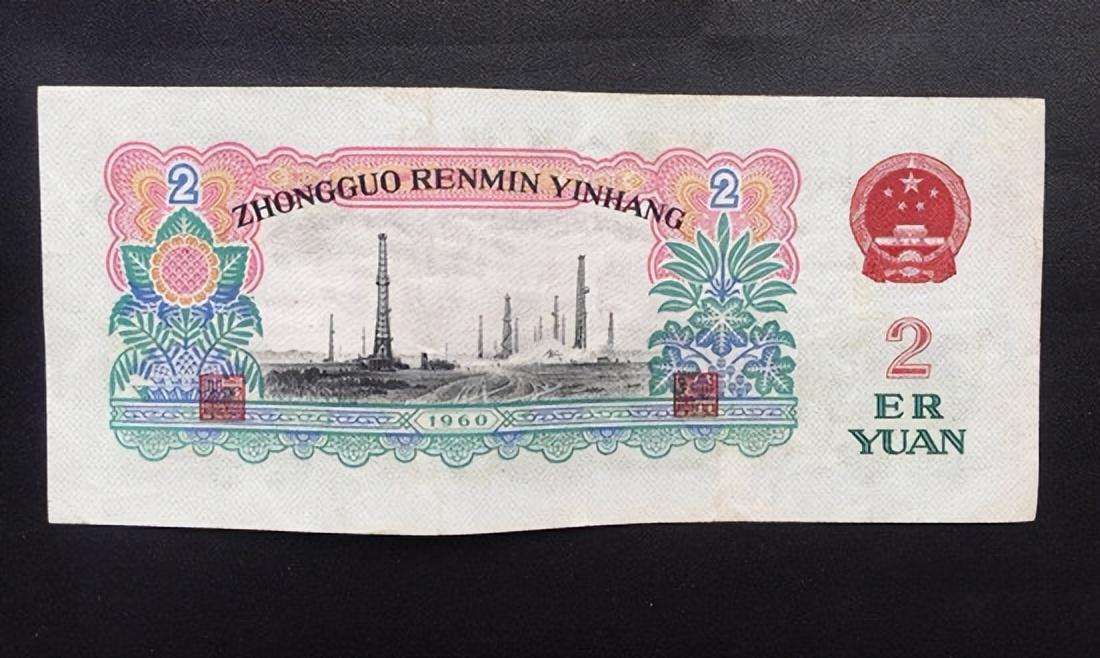 2
2
ZHONGGUO RENMIN YINHANG
1960
2
ER
YUAN